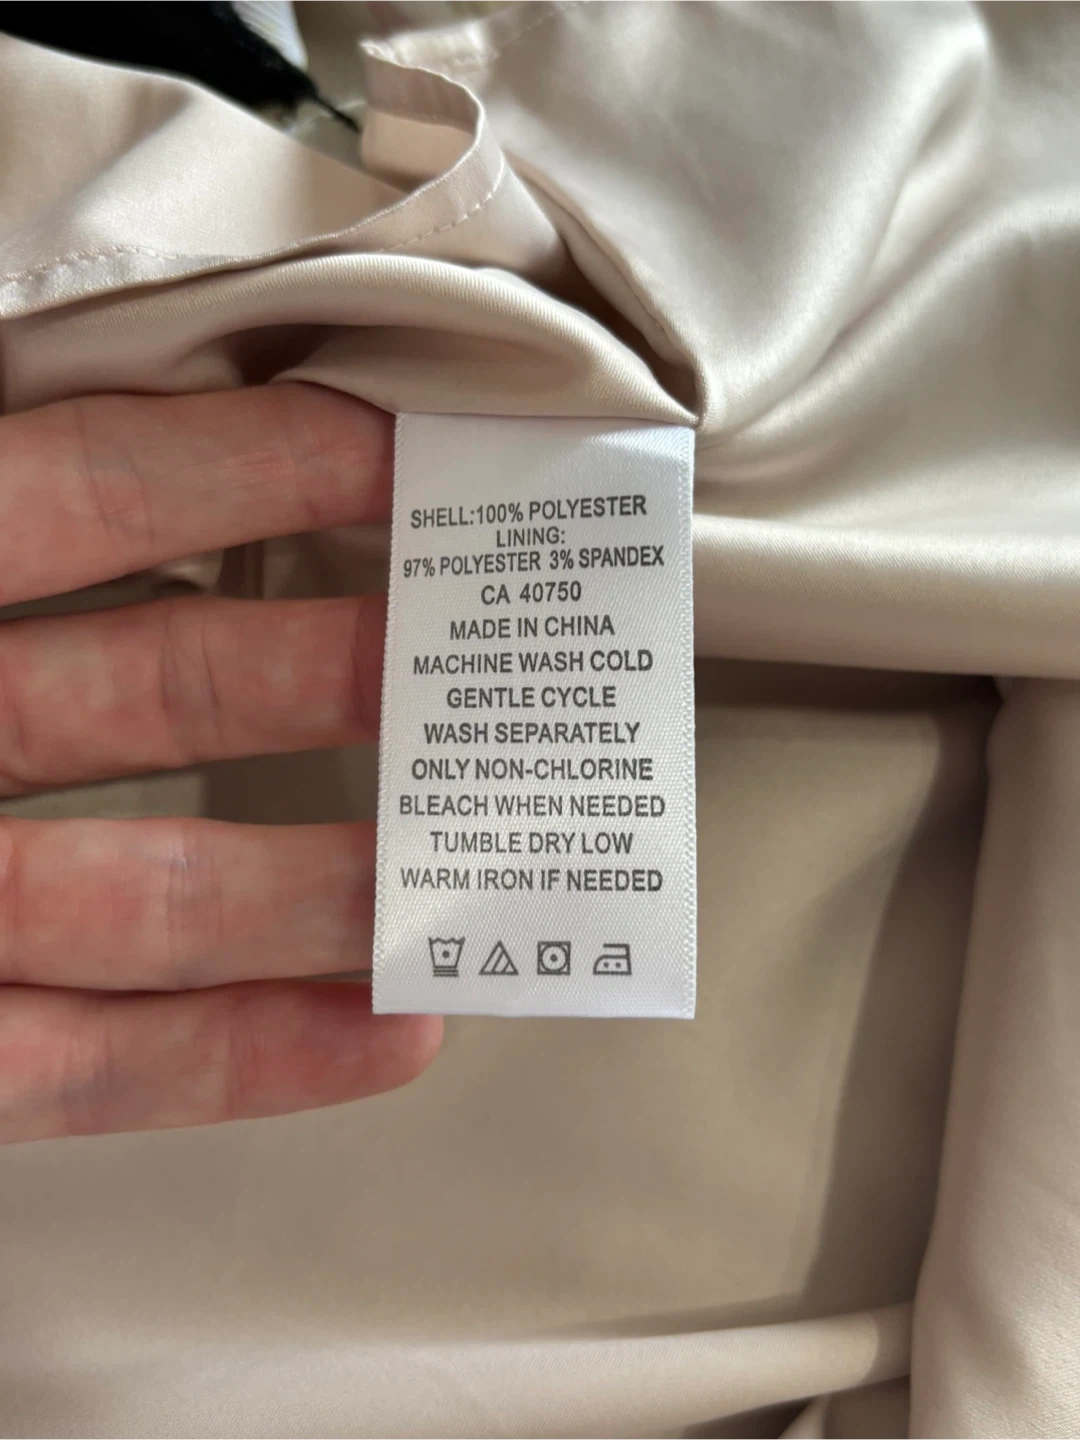 SHELL:100% POLYESTER
LINING:
97% POLYESTER 3% SPANDEX
CA 40750
MADE IN CHINA
MACHINE WASH COLD
GENTLE CYCLE
WASH SEPARATELY
ONLY NON-CHLORINE
BLEACH WHEN NEEDED
TUMBLE DRY LOW
WARM IRON IF NEEDED